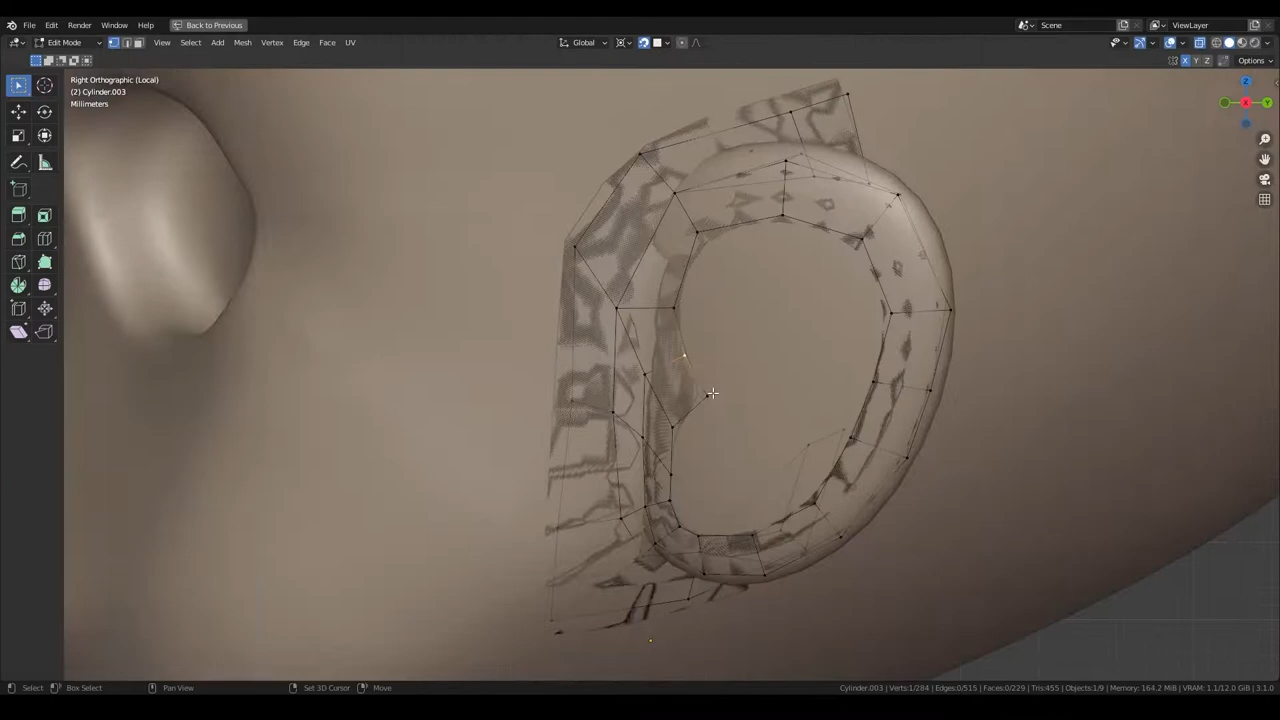 File Edit Render Window Help Back to Previous Scene ViewLayer
Edit Mode View Select Add Mesh Vertex Edge Face UV Global
X Y Z Options
Right Orthographic (Local)
(2) Cylinder.003
Millimeters
Z
X Y
Select Box Select Pan View Set 3D Cursor Move Cylinder.003 | Verts:1/284 | Edges:0/515 | Faces:0/229 | Tris:455 | Objects:1/9 | Memory: 164.2 MiB | VRAM: 1.1/12.0 GiB | 3.1.0